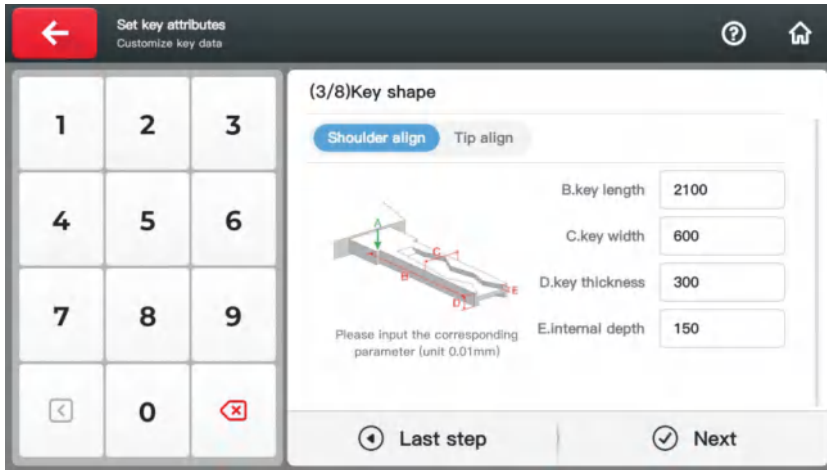 Set key attributes
Customize key data
1 2 3
4 5 6
7 8 9
0
(3/8)Key shape
Shoulder align Tip align
A
B
C
D
E
Please input the corresponding
parameter (unit 0.01mm)
B.key length 2100
C.key width 600
D.key thickness 300
E.internal depth 150
Last step
Next